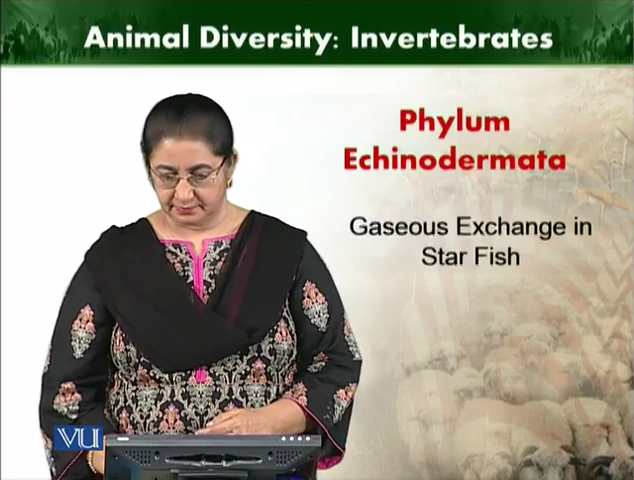 Animal Diversity: Invertebrates
Phylum
Echinodermata
Gaseous Exchange in
Star Fish
VU